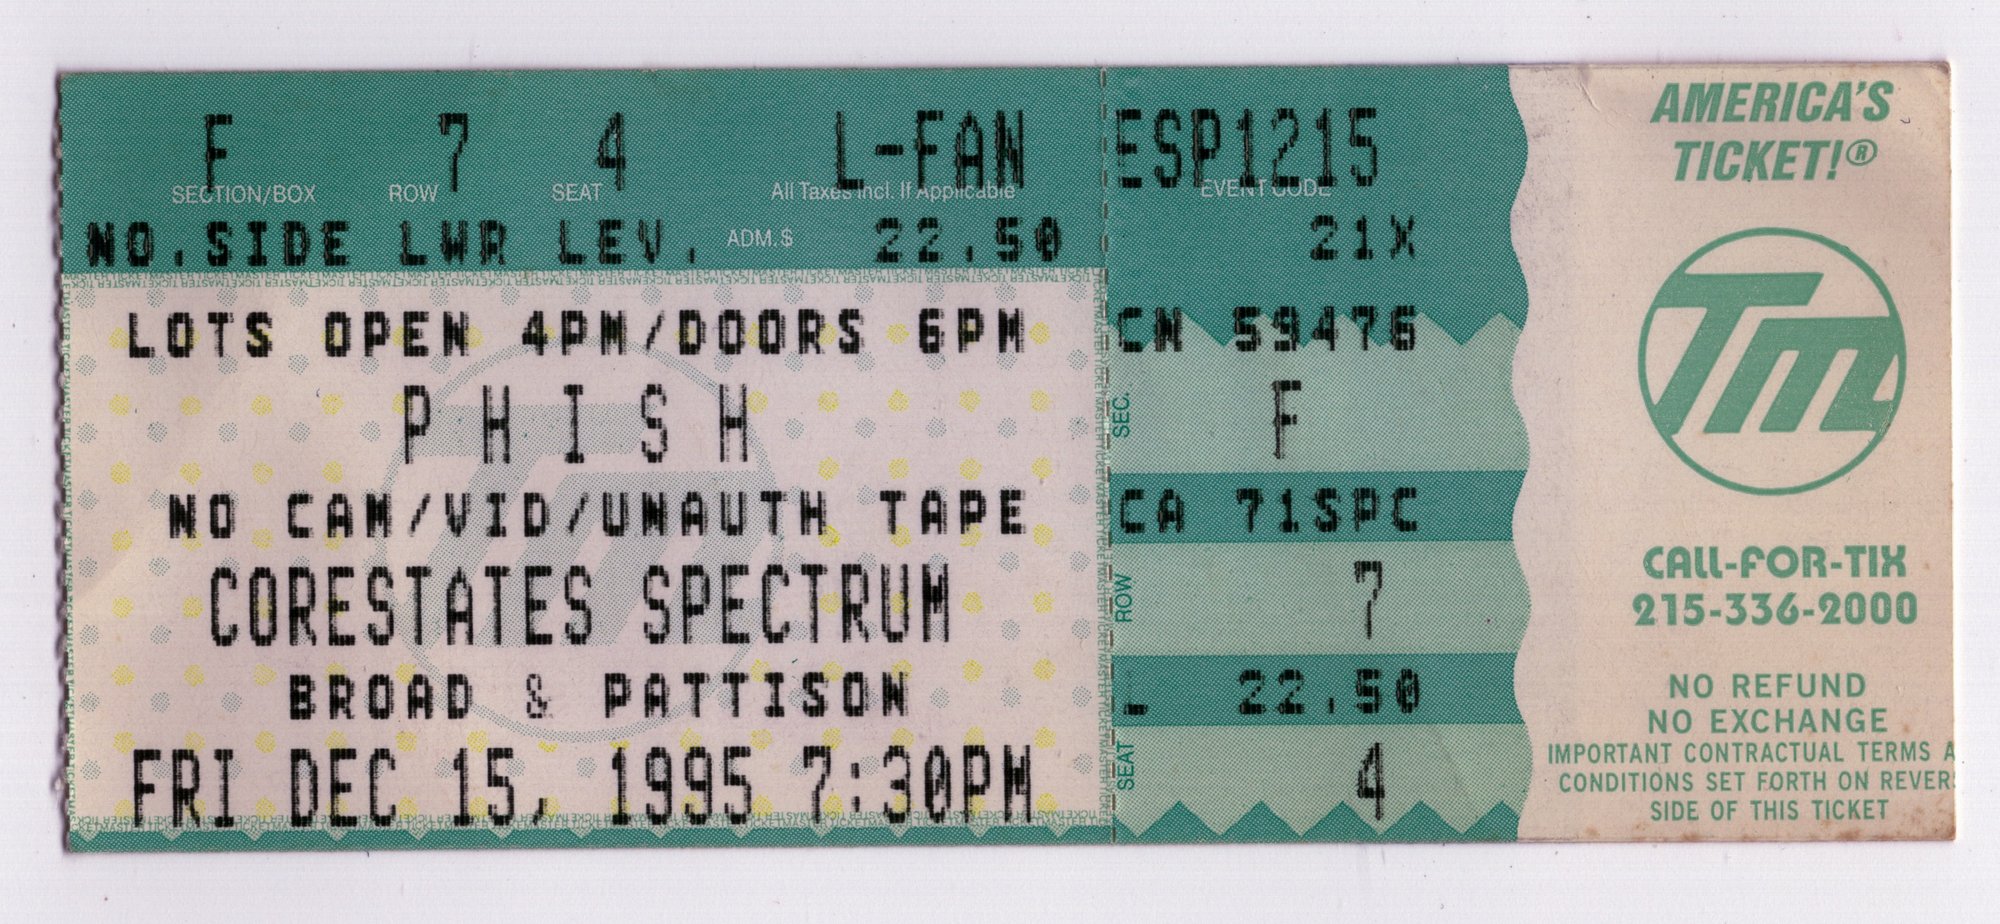 F 7 4 L-FAN
SECTION/BOX ROW SEAT All Taxes Incl. If Applicable
NO.SIDE LWR LEV. ADM.$ 22.50
LOTS OPEN 4PM/DOORS 6PM
PHISH
NO CAM/VID/UNAUTH TAPE
CORESTATES SPECTRUM
BROAD & PATTISON
FRI DEC 15, 1995 7:30PM
ESP1215
EVENT CODE
21X
CN 59476
SEC. F
CA 71SPC
ROW 7
L 22.50
SEAT 4
AMERICA'S
TICKET!®
TM
CALL-FOR-TIX
215-336-2000
NO REFUND
NO EXCHANGE
IMPORTANT CONTRACTUAL TERMS A
CONDITIONS SET FORTH ON REVERS
SIDE OF THIS TICKET